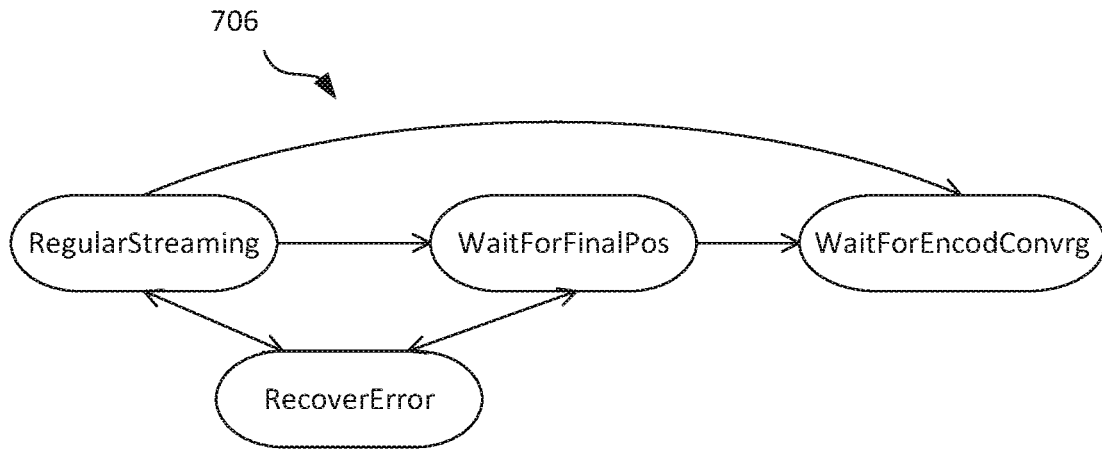 706
RegularStreaming
WaitForFinalPos
WaitForEncodConvrg
RecoverError